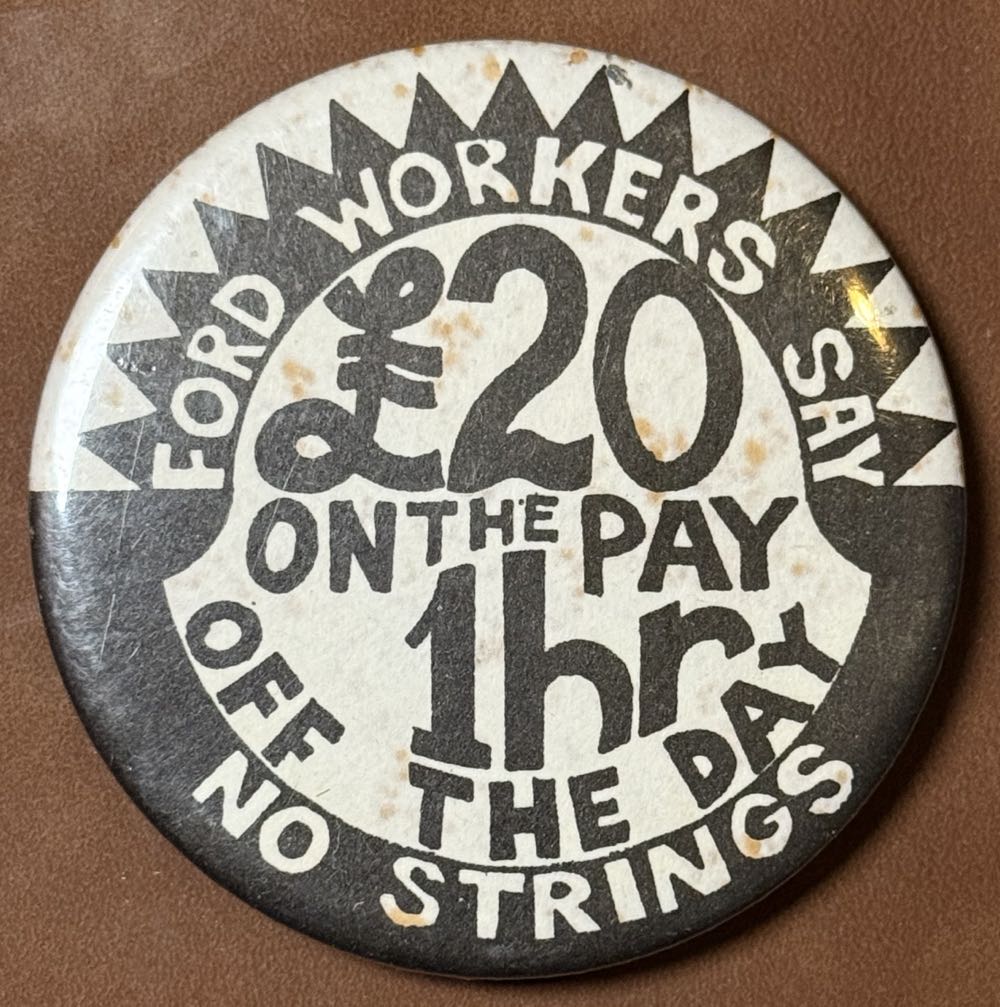 FORD WORKERS SAY
£20
ON THE PAY
1hr
OFF THE DAY
NO STRINGS